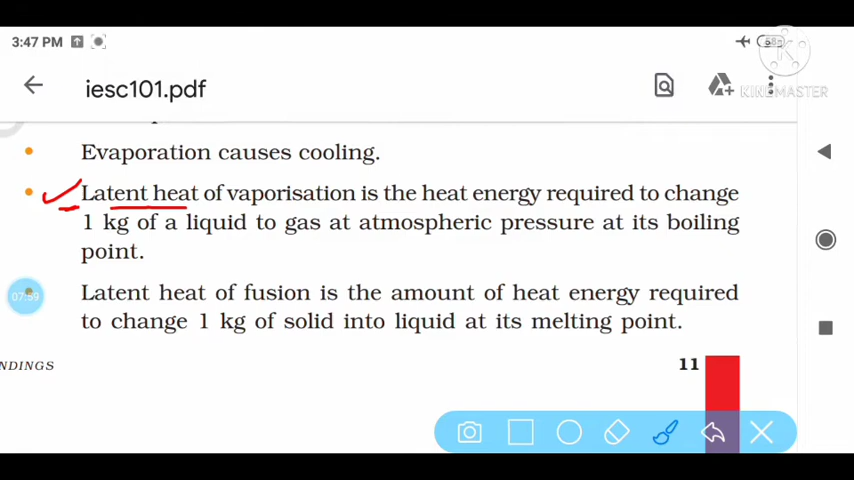 3:47 PM
58
iesc101.pdf
KINEMASTER
Evaporation causes cooling.
Latent heat of vaporisation is the heat energy required to change
1 kg of a liquid to gas at atmospheric pressure at its boiling
point.
07:59
Latent heat of fusion is the amount of heat energy required
to change 1 kg of solid into liquid at its melting point.
NDINGS
11